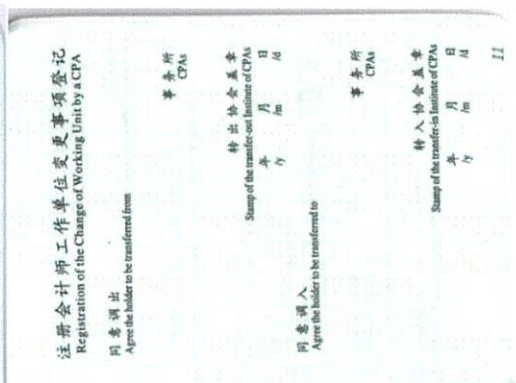 注册会计师工作单位变更事项登记
Registration of the Change of Working Unit by a CPA
同意调出
Agree the holder to be transferred from
事务所
CPAs
转出协会盖章
Stamp of the transfer-out Institute of CPAs
年 月 日
/y /m /d
同意调入
Agree the holder to be transferred to
事务所
CPAs
转入协会盖章
Stamp of the transfer-in Institute of CPAs
年 月 日
/y /m /d
11